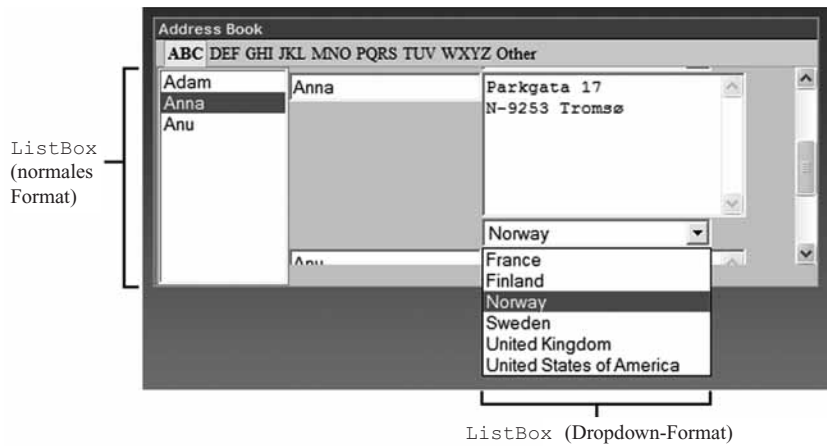 Address Book
ABC DEF GHI JKL MNO PQRS TUV WXYZ Other
Adam
Anna
Anu
Anna
Parkgata 17
N-9253 Tromsø
ListBox
(normales
Format)
Norway
Anu
France
Finland
Norway
Sweden
United Kingdom
United States of America
ListBox (Dropdown-Format)